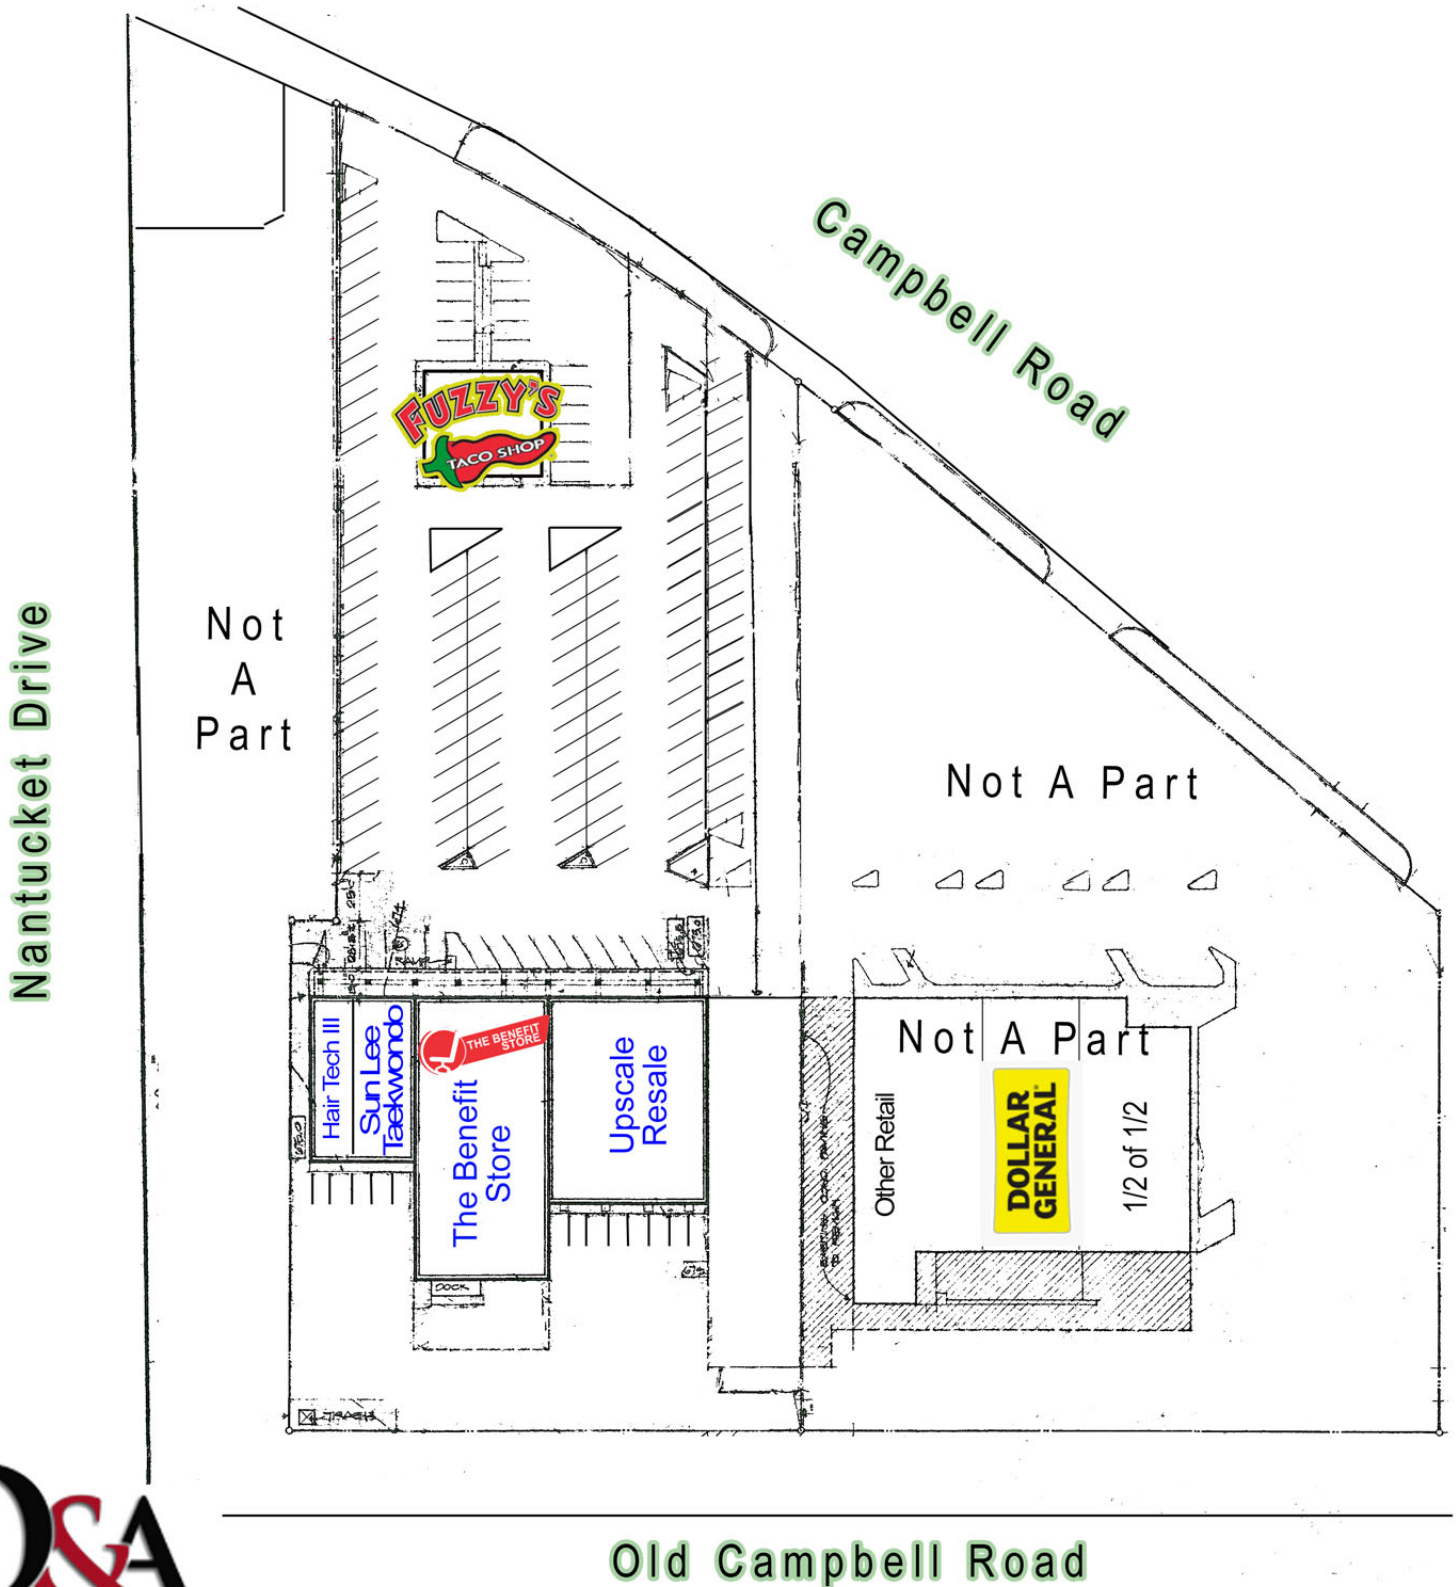 Campbell Road
FUZZY'S
TACO SHOP
Nantucket Drive
Not
A
Part
Not A Part
Hair Tech III
Sun Lee
Taekwondo
THE BENEFIT
STORE
The Benefit
Store
Upscale
Resale
Not A Part
Other Retail
DOLLAR
GENERAL
1/2 of 1/2
DOCK
TRASH
Old Campbell Road
&A